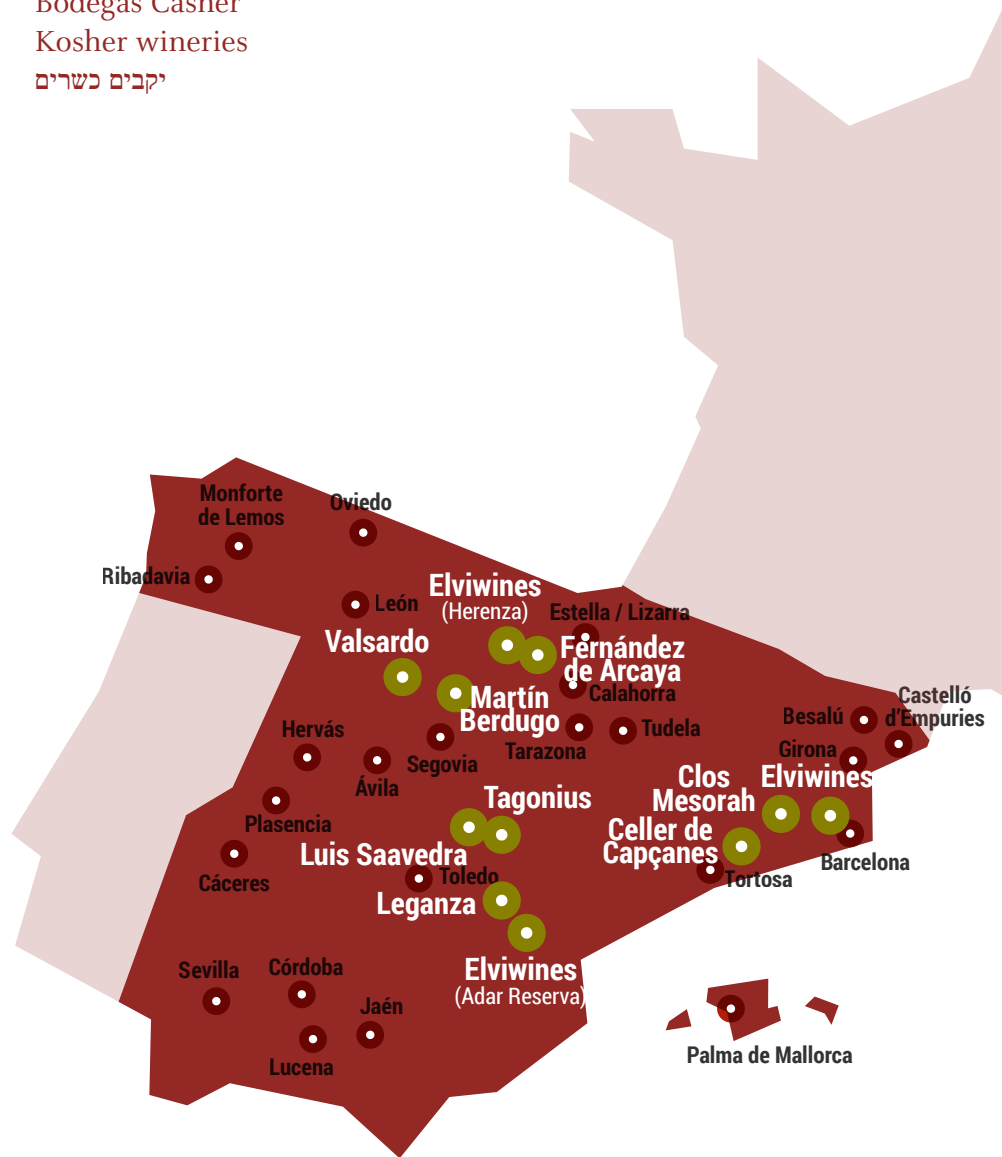 Bodegas Casher
Kosher wineries
יקבים כשרים
Monforte
de Lemos
Oviedo
Ribadavia
León
Elviwines
(Herenza)
Estella / Lizarra
Valsardo
Fernández
de Arcaya
Calahorra
Martín
Berdugo
Castelló
d'Empuries
Besalú
Hervás
Tarazona
Tudela
Segovia
Girona
Ávila
Clos
Mesorah
Elviwines
Tagonius
Plasencia
Celler de
Capçanes
Luis Saavedra
Barcelona
Cáceres
Toledo
Tortosa
Leganza
Sevilla
Córdoba
Elviwines
(Adar Reserva)
Jaén
Lucena
Palma de Mallorca